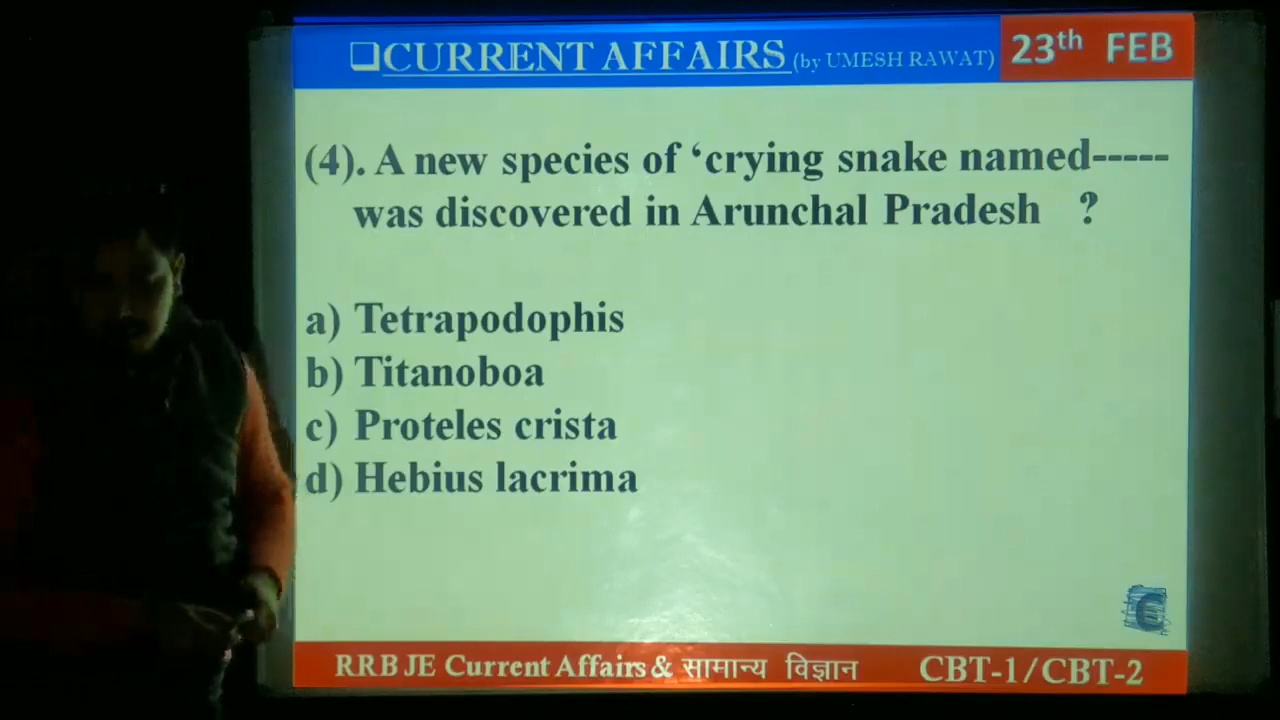 ❑CURRENT AFFAIRS (by UMESH RAWAT) 23th FEB
(4). A new species of ‘crying snake named-----
was discovered in Arunchal Pradesh ?
a) Tetrapodophis
b) Titanoboa
c) Proteles crista
d) Hebius lacrima
C
RRB JE Current Affairs & सामान्य विज्ञान CBT-1/CBT-2